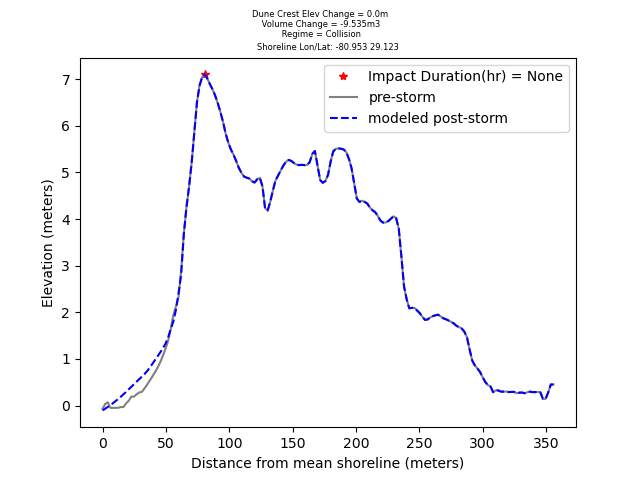 Dune Crest Elev Change = 0.0m
Volume Change = -9.535m3
Regime = Collision
Shoreline Lon/Lat: -80.953 29.123
Impact Duration(hr) = None
pre-storm
modeled post-storm
Elevation (meters)
7
6
5
4
3
2
1
0
0 50 100 150 200 250 300 350
Distance from mean shoreline (meters)